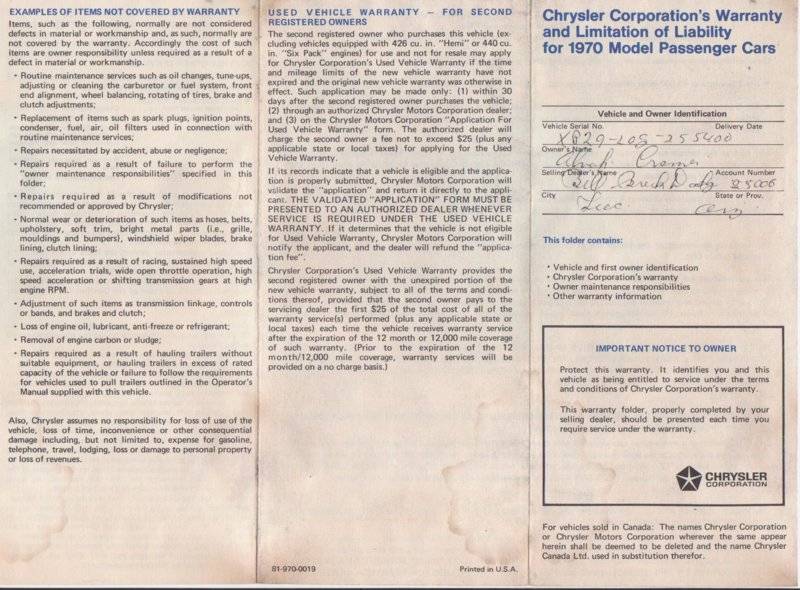 EXAMPLES OF ITEMS NOT COVERED BY WARRANTY
Items, such as the following, normally are not considered
defects in material or workmanship and, as such, normally are
not covered by the warranty. Accordingly the cost of such
items are owner responsibility unless required as a result of a
defect in material or workmanship.
• Routine maintenance services such as oil changes, tune-ups,
adjusting or cleaning the carburetor or fuel system, front
end alignment, wheel balancing, rotating of tires, brake and
clutch adjustments;
• Replacement of items such as spark plugs, ignition points,
condenser, fuel, air, oil filters used in connection with
routine maintenance services;
• Repairs necessitated by accident, abuse or negligence;
• Repairs required as a result of failure to perform the
"owner maintenance responsibilities" specified in this
folder;
• Repairs required as a result of modifications not
recommended or approved by Chrysler;
• Normal wear or deterioration of such items as hoses, belts,
upholstery, soft trim, bright metal parts (i.e., grille,
mouldings and bumpers), windshield wiper blades, brake
lining, clutch lining;
• Repairs required as a result of racing, sustained high speed
use, acceleration trials, wide open throttle operation, high
speed acceleration or shifting transmission gears at high
engine RPM.
• Adjustment of such items as transmission linkage, controls
or bands, and brakes and clutch;
• Loss of engine oil, lubricant, anti-freeze or refrigerant;
• Removal of engine carbon or sludge;
• Repairs required as a result of hauling trailers without
suitable equipment, or hauling trailers in excess of rated
capacity of the vehicle or failure to follow the requirements
for vehicles used to pull trailers outlined in the Operator's
Manual supplied with this vehicle.
Also, Chrysler assumes no responsibility for loss of use of the
vehicle, loss of time, inconvenience or other consequential
damage including, but not limited to, expense for gasoline,
telephone, travel, lodging, loss or damage to personal property
or loss of revenues.
USED VEHICLE WARRANTY – FOR SECOND
REGISTERED OWNERS
The second registered owner who purchases this vehicle (ex-
cluding vehicles equipped with 426 cu. in. "Hemi" or 440 cu.
in. "Six Pack" engines) for use and not for resale may apply
for Chrysler Corporation's Used Vehicle Warranty if the time
and mileage limits of the new vehicle warranty have not
expired and the original new vehicle warranty was otherwise in
effect. Such application may be made only: (1) within 30
days after the second registered owner purchases the vehicle;
(2) through an authorized Chrysler Motors Corporation dealer;
and (3) on the Chrysler Motors Corporation "Application For
Used Vehicle Warranty" form. The authorized dealer will
charge the second owner a fee not to exceed $25 (plus any
applicable state or local taxes) for applying for the Used
Vehicle Warranty.
If its records indicate that vehicle is eligible and the applica-
tion is properly submitted, Chrysler Motors Corporation will
validate the "application" and return it directly to the appli-
cant. THE VALIDATED "APPLICATION" FORM MUST BE
PRESENTED TO AN AUTHORIZED DEALER WHENEVER
SERVICE IS REQUIRED UNDER THE USED VEHICLE
WARRANTY. If it determines that the vehicle is not eligible
for Used Vehicle Warranty, Chrysler Motors Corporation will
notify the applicant, and the dealer will refund the "applica-
tion fee".
Chrysler Corporation's Used Vehicle Warranty provides the
second registered owner with the unexpired portion of the
new vehicle warranty, subject to all of the terms and condi-
tions thereof, provided that the second owner pays to the
servicing dealer the first $25 of the total cost of all of the
warranty service(s) performed (plus any applicable state or
local taxes) each time the vehicle receives warranty service
after the expiration of the 12 month or 12,000 mile coverage
of such warranty. (Prior to the expiration of the 12
month/12,000 mile coverage, warranty services will be
provided on a no charge basis.)
81-970-0019
Printed in U.S.A.
Chrysler Corporation's Warranty
and Limitation of Liability
for 1970 Model Passenger Cars
Vehicle and Owner Identification
Vehicle Serial No. Delivery Date
Owner's Name
Selling Dealer's Name Account Number
City State or Prov.
This folder contains:
• Vehicle and first owner identification
• Chrysler Corporation's warranty
• Owner maintenance responsibilities
• Other warranty information
IMPORTANT NOTICE TO OWNER
Protect this warranty. It identifies you and this
vehicle as being entitled to service under the terms
and conditions of Chrysler Corporation's warranty.
This warranty folder, properly completed by your
selling dealer, should be presented each time you
require service under the warranty.
CHRYSLER
CORPORATION
For vehicles sold in Canada: The names Chrysler Corporation
or Chrysler Motors Corporation wherever the same appear
herein shall be deemed to be deleted and the name Chrysler
Canada Ltd. used in substitution therefor.